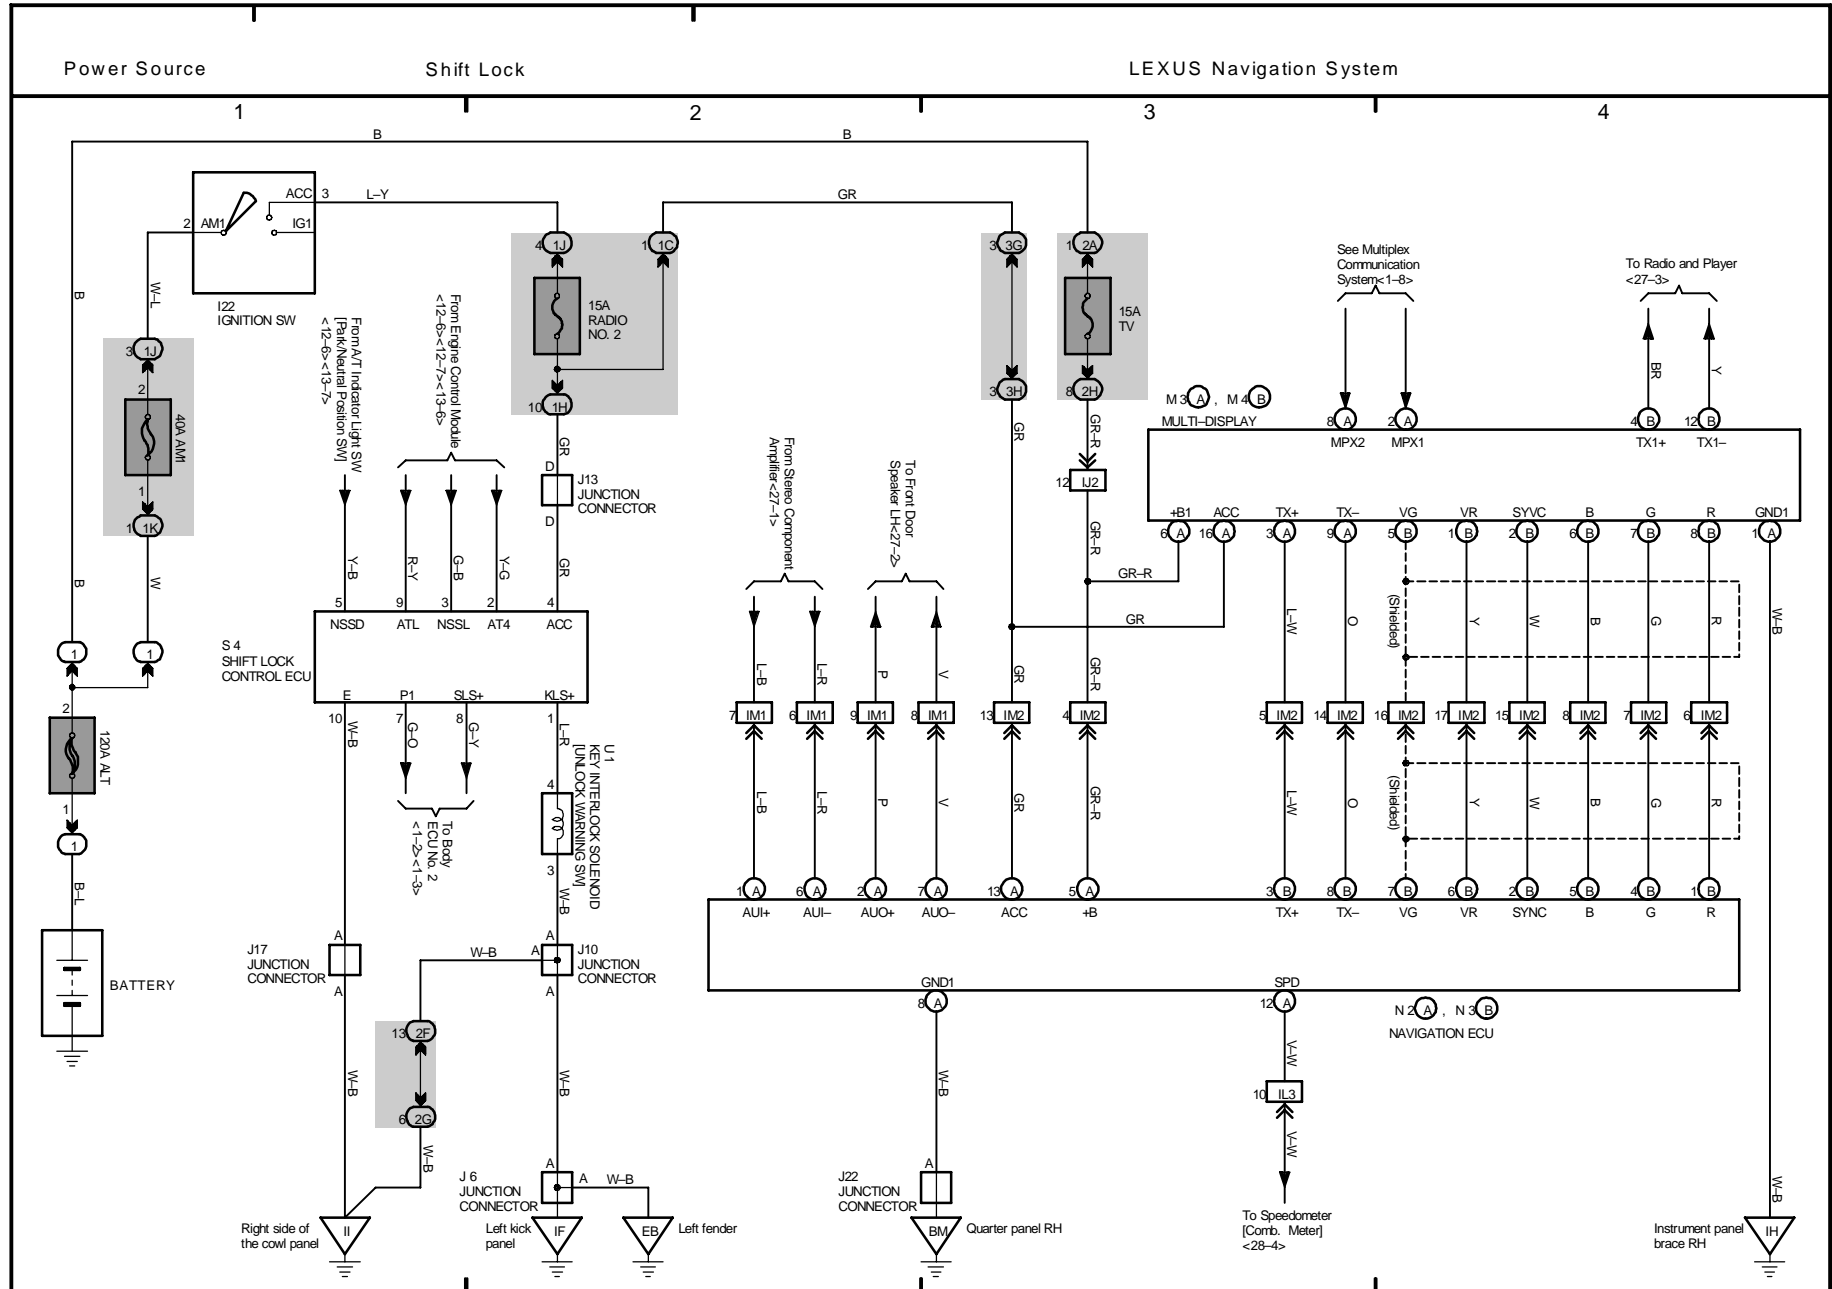 Power Source
Shift Lock
LEXUS Navigation System
1
2
3
4
B
B
ACC
3
L–Y
2
AM1
IG1
I22
IGNITION SW
GR
4
1J
1
1C
3
3G
1
2A
15A
RADIO
NO. 2
15A
TV
See Multiplex
Communication
System<1–8>
To Radio and Player
<27–3>
B
W–L
3
1J
2
40A AM1
1
1
1K
W
B
From A/T Indicator Light SW
[Park/Neutral Position SW]
<12–6><13–7>
From Engine Control Module
<12–6><12–7><13–6>
10
1H
3
3H
8
2H
GR
D
J13
JUNCTION
CONNECTOR
D
GR
GR
GR–R
12
IJ2
GR–R
BR
Y
M 3
A
, M 4
B
MULTI–DISPLAY
8
A
2
A
4
B
12
B
MPX2
MPX1
TX1+
TX1–
+B1
ACC
TX+
TX–
VG
VR
SYVC
B
G
R
GND1
6
A
16
A
3
A
9
A
5
B
1
B
2
B
6
B
7
B
8
B
1
A
From Stereo Component
Amplifier<27–1>
To Front Door
Speaker LH<27–2>
Y–B
R–Y
G–B
Y–G
5
9
3
2
4
NSSD
ATL
NSSL
AT4
ACC
S 4
SHIFT LOCK
CONTROL ECU
E
P1
SLS+
KLS+
10
7
8
1
W–B
G–O
G–Y
L–R
1
1
2
120A ALT
1
1
B–L
BATTERY
GR–R
GR
L–B
L–R
P
V
GR
GR–R
L–W
O
(Shielded)
Y
W
B
G
R
W–B
7
IM1
6
IM1
9
IM1
8
IM1
13
IM2
4
IM2
5
IM2
14
IM2
16
IM2
17
IM2
15
IM2
8
IM2
7
IM2
6
IM2
L–B
L–R
P
V
GR
GR–R
L–W
O
(Shielded)
Y
W
B
G
R
U 1
KEY INTERLOCK SOLENOID
[UNLOCK WARNING SW]
4
3
W–B
To Body
ECU No. 2
<1–2><1–3>
1
A
6
A
2
A
7
A
13
A
5
A
3
B
8
B
7
B
6
B
2
B
5
B
4
B
1
B
AUI+
AUI–
AUO+
AUO–
ACC
+B
TX+
TX–
VG
VR
SYNC
B
G
R
GND1
SPD
8
A
12
A
N 2
A
, N 3
B
NAVIGATION ECU
A
J17
JUNCTION
CONNECTOR
A
W–B
A
A
J10
JUNCTION
CONNECTOR
A
13
2F
6
2G
W–B
W–B
W–B
W–B
V–W
10
IL3
V–W
A
J 6
JUNCTION
CONNECTOR
A
W–B
A
J22
JUNCTION
CONNECTOR
W–B
Right side of
the cowl panel
II
Left kick
panel
IF
EB
Left fender
BM
Quarter panel RH
To Speedometer
[Comb. Meter]
<28–4>
Instrument panel
brace RH
IH